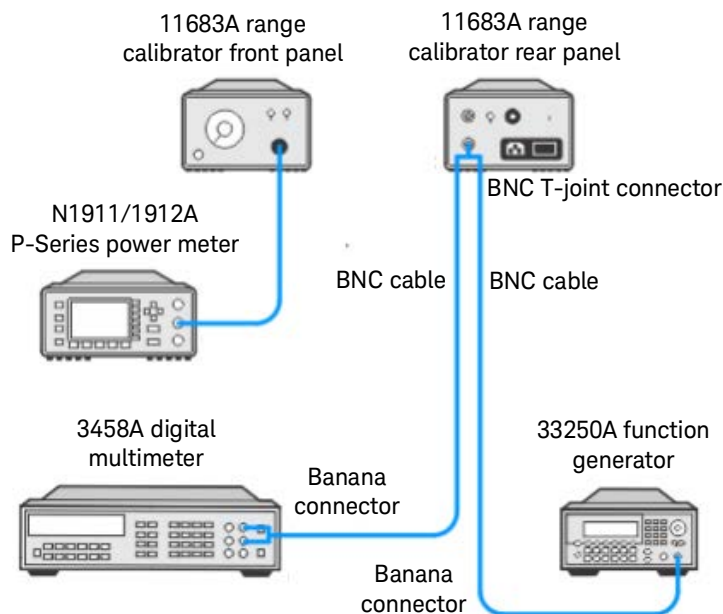 11683A range
calibrator front panel
11683A range
calibrator rear panel
BNC T-joint connector
N1911/1912A
P-Series power meter
BNC cable
BNC cable
3458A digital
multimeter
33250A function
generator
Banana
connector
Banana
connector